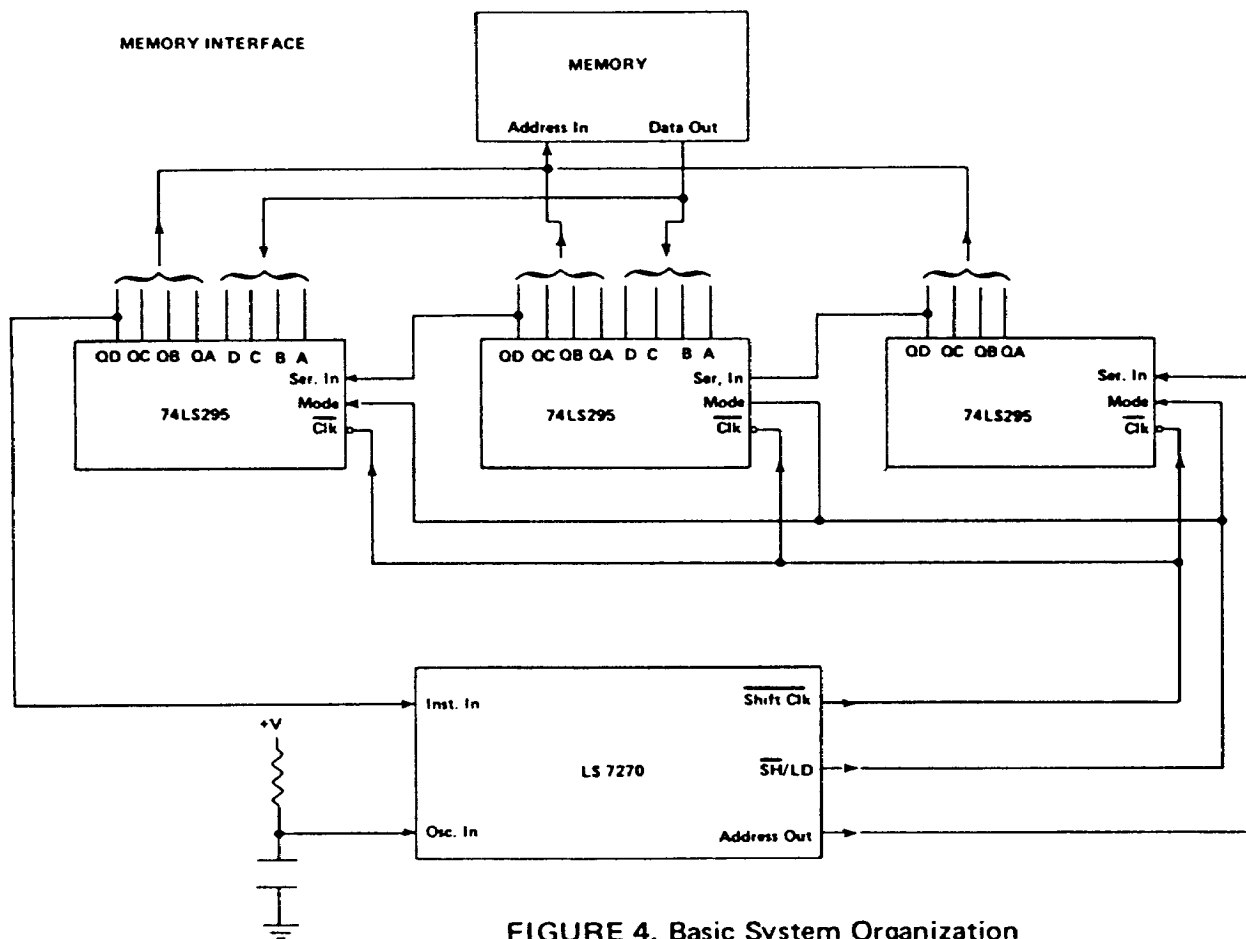 MEMORY INTERFACE
MEMORY
Address In Data Out
QD QC QB QA D C B A
Ser. In
Mode
74LS295
Clk
QD QC QB QA D C B A
Ser, In
Mode
74LS295
Clk
QD QC QB QA
Ser. In
Mode
74LS295
Clk
Inst. In
Shift Clk
+V
LS 7270
SH/LD
Osc. In
Address Out
FIGURE 4. Basic System Organization